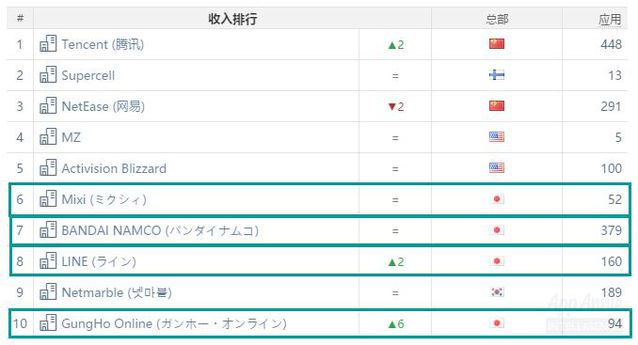 # 收入排行 总部 应用
1 Tencent (腾讯) ▲2 448
2 Supercell = 13
3 NetEase (网易) ▼2 291
4 MZ = 5
5 Activision Blizzard = 100
6 Mixi (ミクシィ) = 52
7 BANDAI NAMCO (バンダイナムコ) = 379
8 LINE (ライン) ▲2 160
9 Netmarble (넷마블) = 189
App Annie
10 GungHo Online (ガンホー・オンライン) ▲6 94